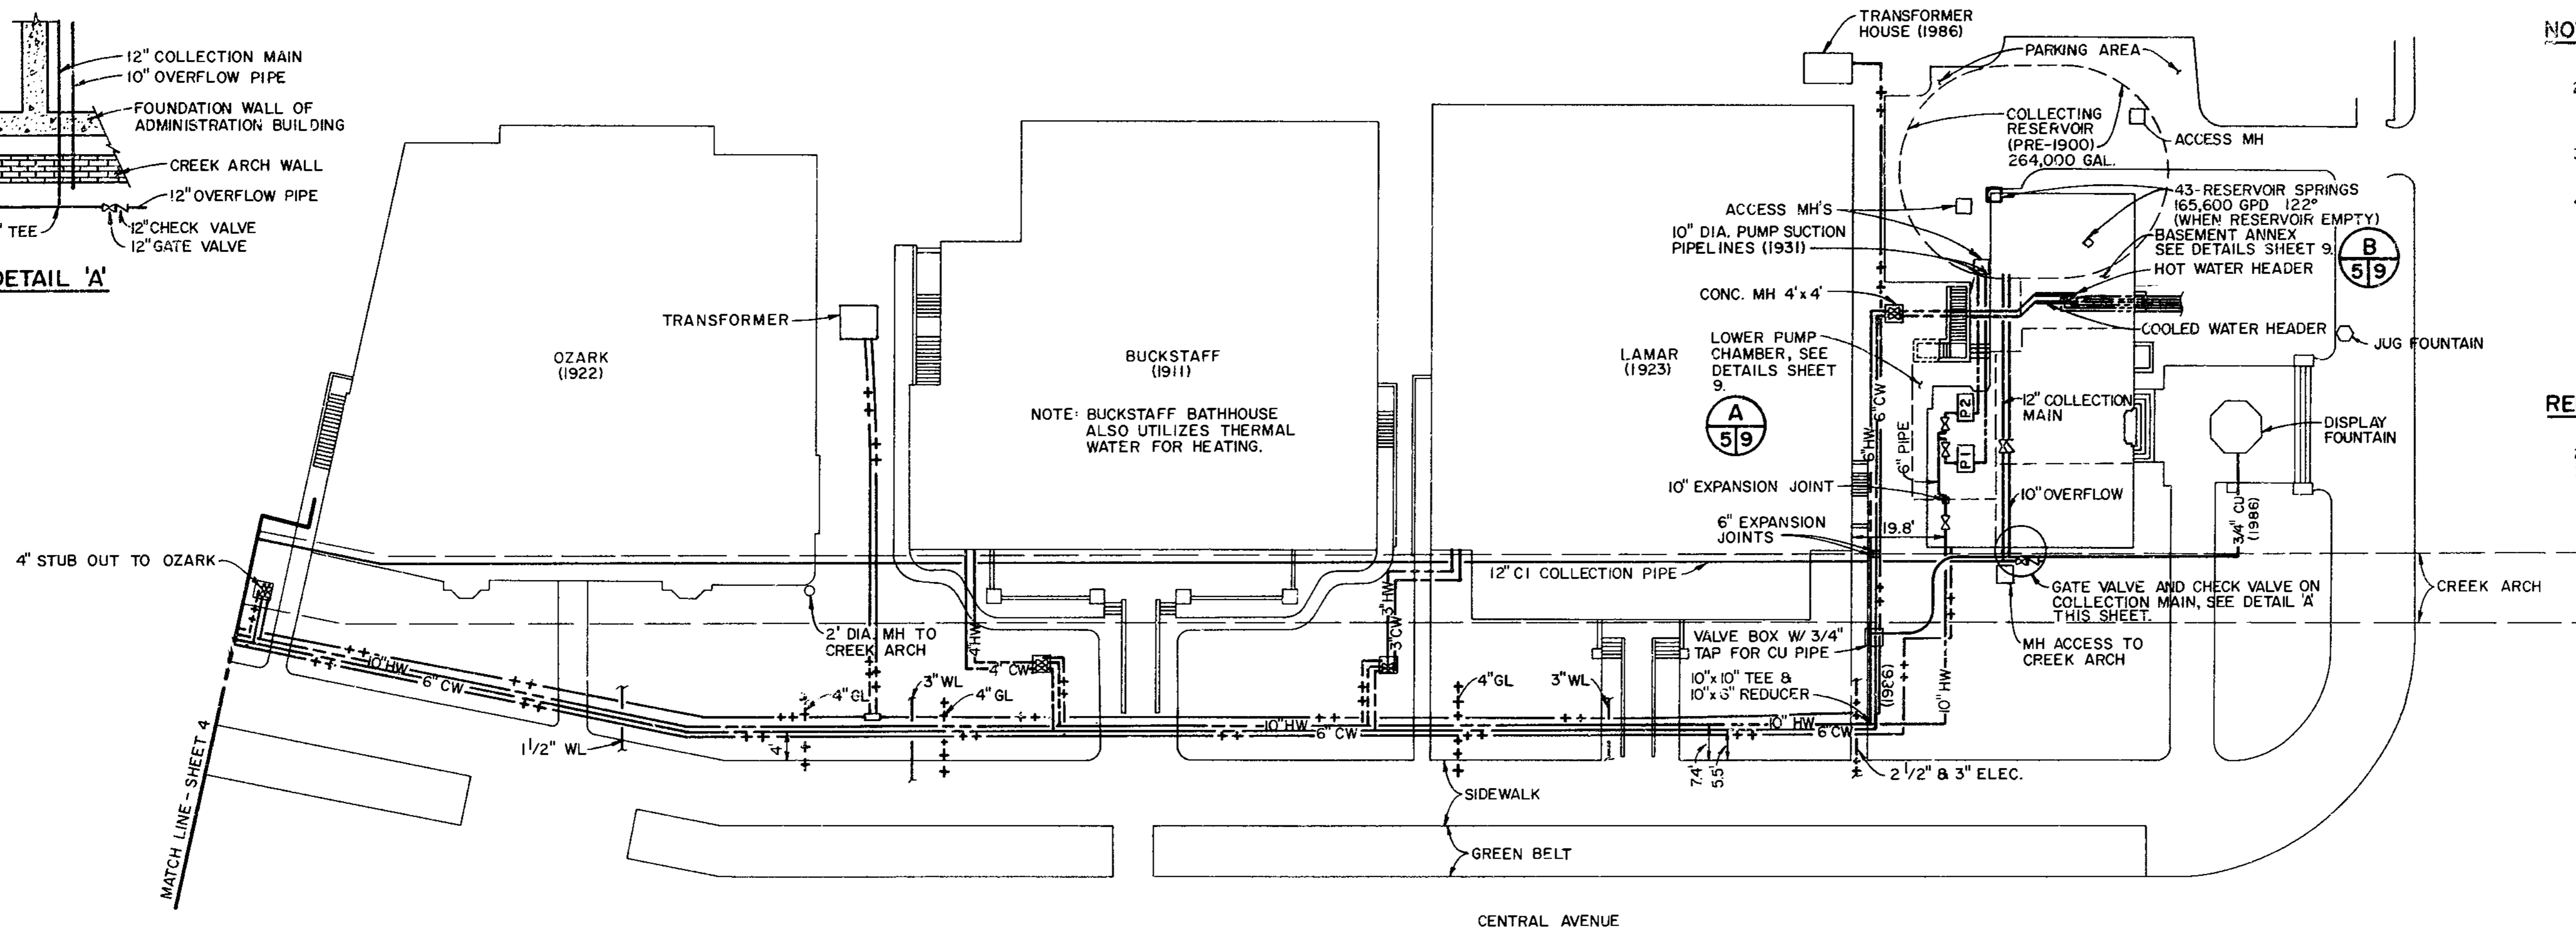 12" COLLECTION MAIN
10" OVERFLOW PIPE
FOUNDATION WALL OF
ADMINISTRATION BUILDING
CREEK ARCH WALL
12" OVERFLOW PIPE
TEE
12" CHECK VALVE
12" GATE VALVE
DETAIL 'A'
TRANSFORMER
HOUSE (1986)
PARKING AREA
COLLECTING
RESERVOIR
(PRE-1900)
264,000 GAL.
ACCESS MH
43-RESERVOIR SPRINGS
165,600 GPD 122°
(WHEN RESERVOIR EMPTY)
BASEMENT ANNEX
SEE DETAILS SHEET 9.
B
5|9
HOT WATER HEADER
COOLED WATER HEADER
JUG FOUNTAIN
ACCESS MH'S
10" DIA. PUMP SUCTION
PIPELINES (1931)
CONC. MH 4' x 4'
LOWER PUMP
CHAMBER, SEE
DETAILS SHEET
9.
LAMAR
(1923)
A
5|9
TRANSFORMER
OZARK
(1922)
BUCKSTAFF
(1911)
NOTE: BUCKSTAFF BATHHOUSE
ALSO UTILIZES THERMAL
WATER FOR HEATING.
6" HW
6" CW
6" PIPE
P2
P1
12" COLLECTION
MAIN
DISPLAY
FOUNTAIN
10" EXPANSION JOINT
10" OVERFLOW
6" EXPANSION
JOINTS
19.8'
3/4" CU
(1986)
4" STUB OUT TO OZARK
12" CI COLLECTION PIPE
GATE VALVE AND CHECK VALVE ON
COLLECTION MAIN, SEE DETAIL 'A'
THIS SHEET.
CREEK ARCH
2' DIA. MH TO
CREEK ARCH
4" HW
4" CW
3" CW
3" HW
VALVE BOX W/ 3/4"
TAP FOR CU PIPE
MH ACCESS TO
CREEK ARCH
10" x 10" TEE &
10" x 6" REDUCER
(1986)
10" HW
10" HW
6" CW
4" GL
3" WL
4" GL
4" GL
3" WL
1 1/2" WL
4'
10" HW
6" CW
10" HW
6" CW
7.4'
5.5'
2 1/2" & 3" ELEC.
MATCH LINE - SHEET 4
SIDEWALK
GREEN BELT
CENTRAL AVENUE